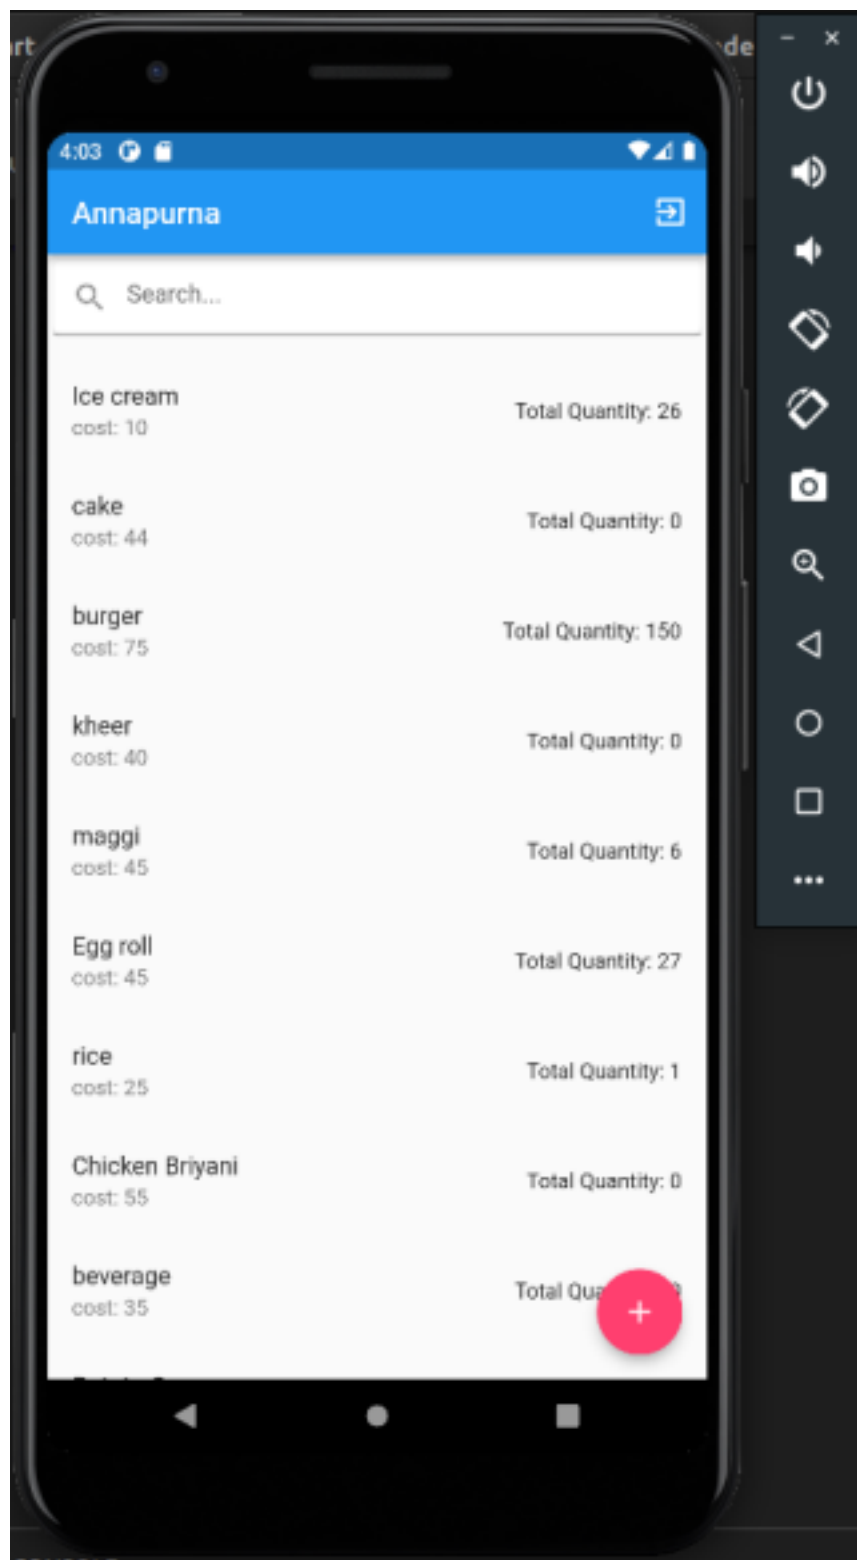 4:03
Annapurna
Search...
Ice cream
cost: 10
Total Quantity: 26
cake
cost: 44
Total Quantity: 0
burger
cost: 75
Total Quantity: 150
kheer
cost: 40
Total Quantity: 0
maggi
cost: 45
Total Quantity: 6
Egg roll
cost: 45
Total Quantity: 27
rice
cost: 25
Total Quantity: 1
Chicken Briyani
cost: 55
Total Quantity: 0
beverage
cost: 35
Total